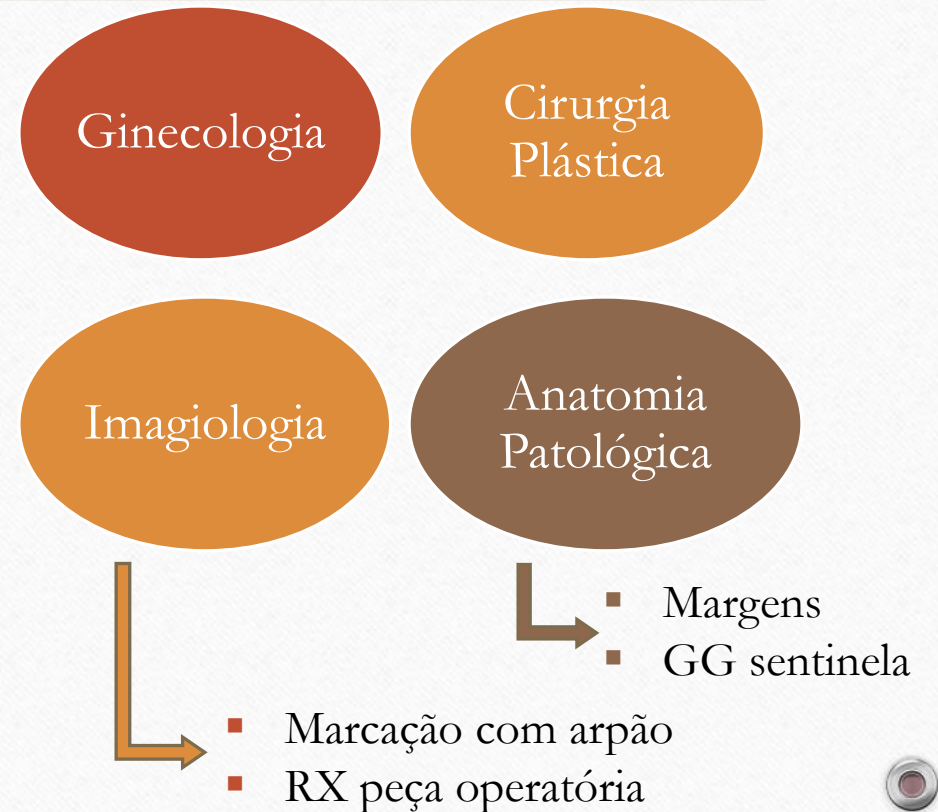 Ginecologia
Cirurgia
Plástica
Imagiologia
Anatomia
Patológica
▪ Margens
▪ GG sentinela
▪ Marcação com arpão
▪ RX peça operatória